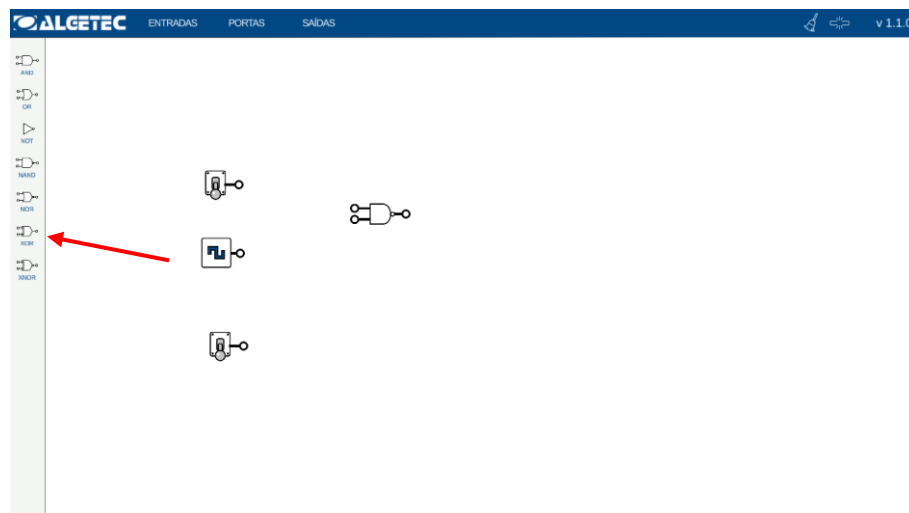 ALGETEC ENTRADAS PORTAS SAÍDAS v 1.1.0
AND
OR
NOT
NAND
NOR
XOR
XNOR